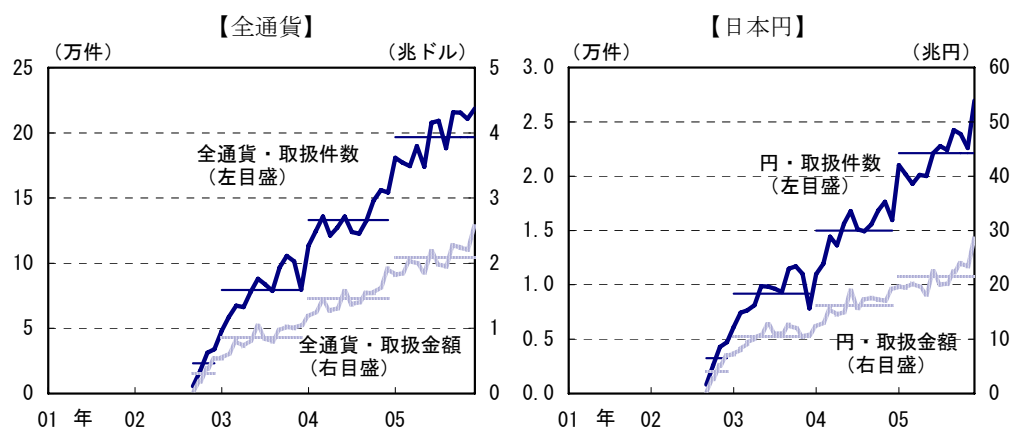 【全通貨】
(万件)
(兆ドル)
25
20
15
10
5
0
5
4
3
2
1
0
全通貨・取扱件数
(左目盛)
全通貨・取扱金額
(右目盛)
01 年 02 03 04 05
【日本円】
(万件)
(兆円)
3.0
2.5
2.0
1.5
1.0
0.5
0.0
60
50
40
30
20
10
0
円・取扱件数
(左目盛)
円・取扱金額
(右目盛)
01 年 02 03 04 05